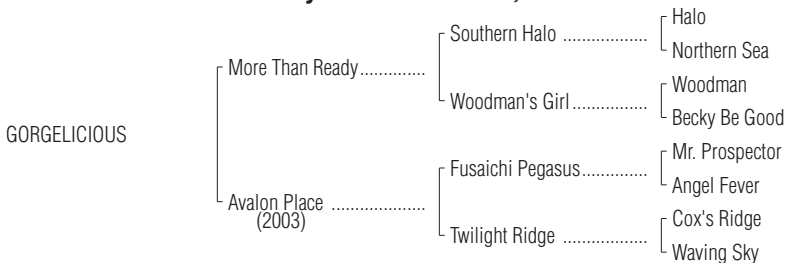 Halo
Southern Halo ..................
Northern Sea
More Than Ready..............
Woodman
Woodman's Girl................
Becky Be Good
GORGELICIOUS
Mr. Prospector
Fusaichi Pegasus..............
Angel Fever
Avalon Place ....................
(2003)
Cox's Ridge
Twilight Ridge ..................
Waving Sky